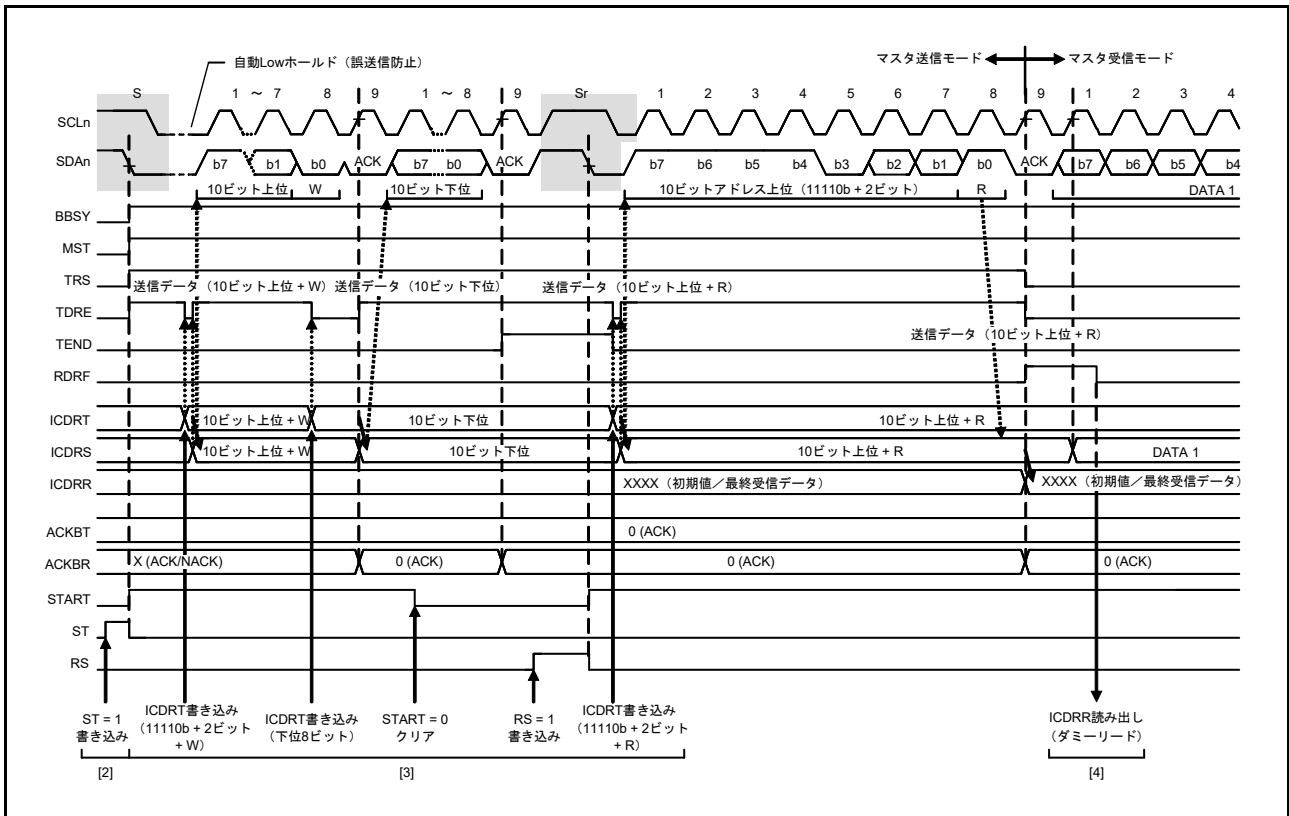 自動Lowホールド（誤送信防止）
マスタ送信モード マスタ受信モード
S 1 ～ 7 8 9 1 ～ 8 9 Sr 1 2 3 4 5 6 7 8 9 1 2 3 4
SCLn
SDAn b7 b1 b0 ACK b7 b0 ACK b7 b6 b5 b4 b3 b2 b1 b0 ACK b7 b6 b5 b4
10ビット上位 W 10ビット下位 10ビットアドレス上位（11110b + 2ビット） R DATA 1
BBSY
MST
TRS
送信データ（10ビット上位 + W） 送信データ（10ビット下位） 送信データ（10ビット上位 + R）
TDRE
送信データ（10ビット上位 + R）
TEND
RDRF
ICDRT 10ビット上位 + W 10ビット下位 10ビット上位 + R
ICDRS 10ビット上位 + W 10ビット下位 10ビット上位 + R DATA 1
ICDRR XXXX（初期値／最終受信データ） XXXX（初期値／最終受信データ）
ACKBT 0 (ACK)
ACKBR X (ACK/NACK) 0 (ACK) 0 (ACK) 0 (ACK)
START
ST
RS
ST = 1
書き込み
ICDRT書き込み
（11110b + 2ビット
+ W）
ICDRT書き込み
（下位8ビット）
START = 0
クリア
RS = 1
書き込み
ICDRT書き込み
（11110b + 2ビット
+ R）
ICDRR読み出し
（ダミーリード）
[2] [3] [4]